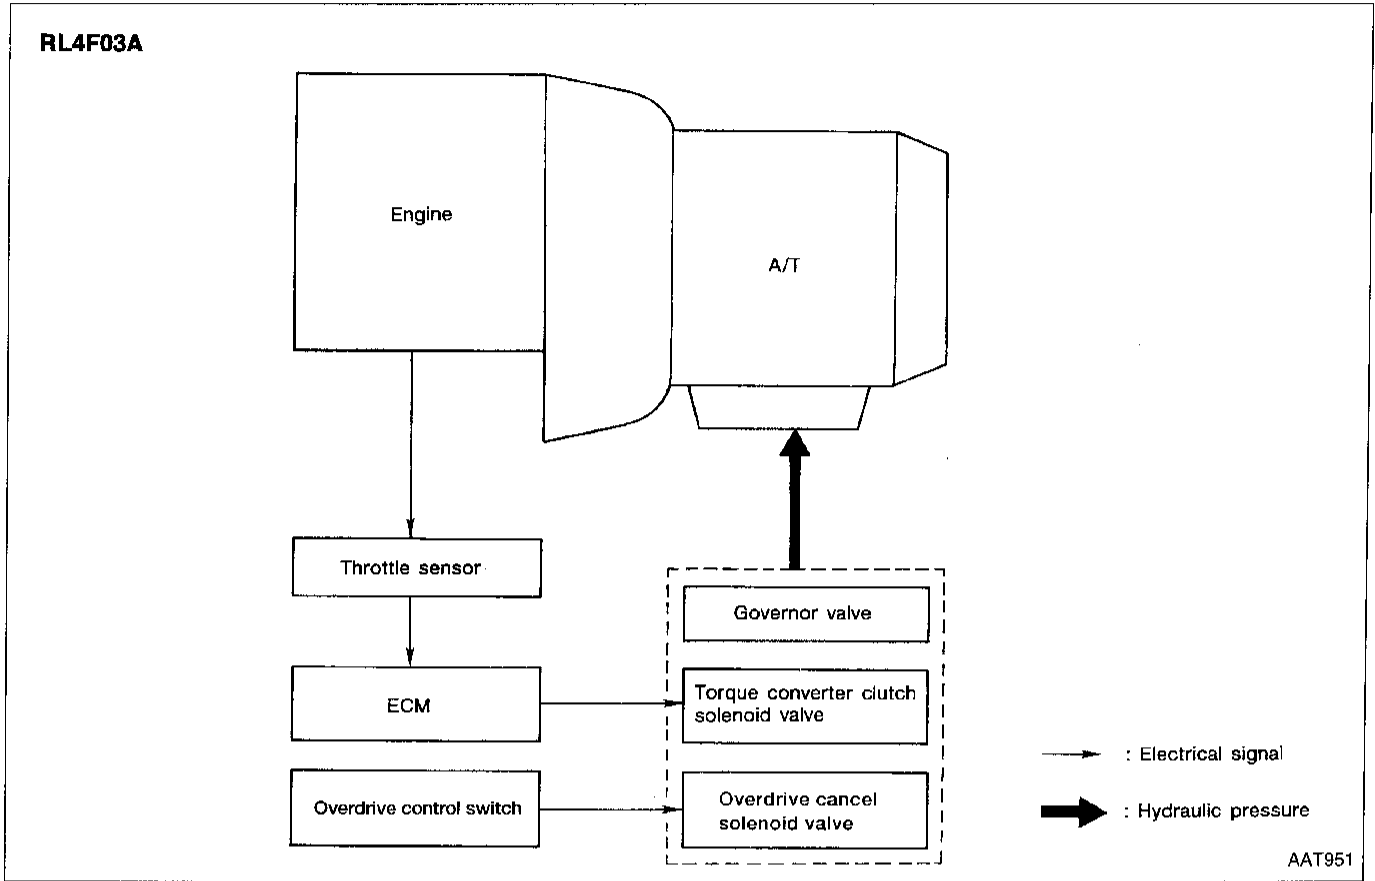 RL4F03A
Engine
A/T
Throttle sensor
Governor valve
ECM
Torque converter clutch
solenoid valve
Overdrive control switch
Overdrive cancel
solenoid valve
: Electrical signal
: Hydraulic pressure
AAT951